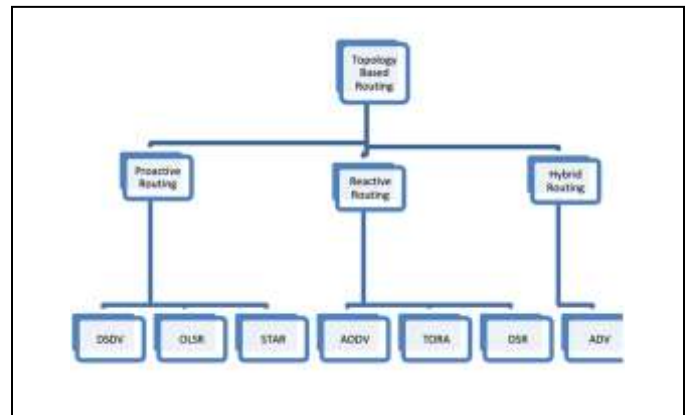 Topology
Based
Routing
Proactive
Routing
Reactive
Routing
Hybrid
Routing
DSDV
OLSR
STAR
AODV
TORA
DSR
ADV